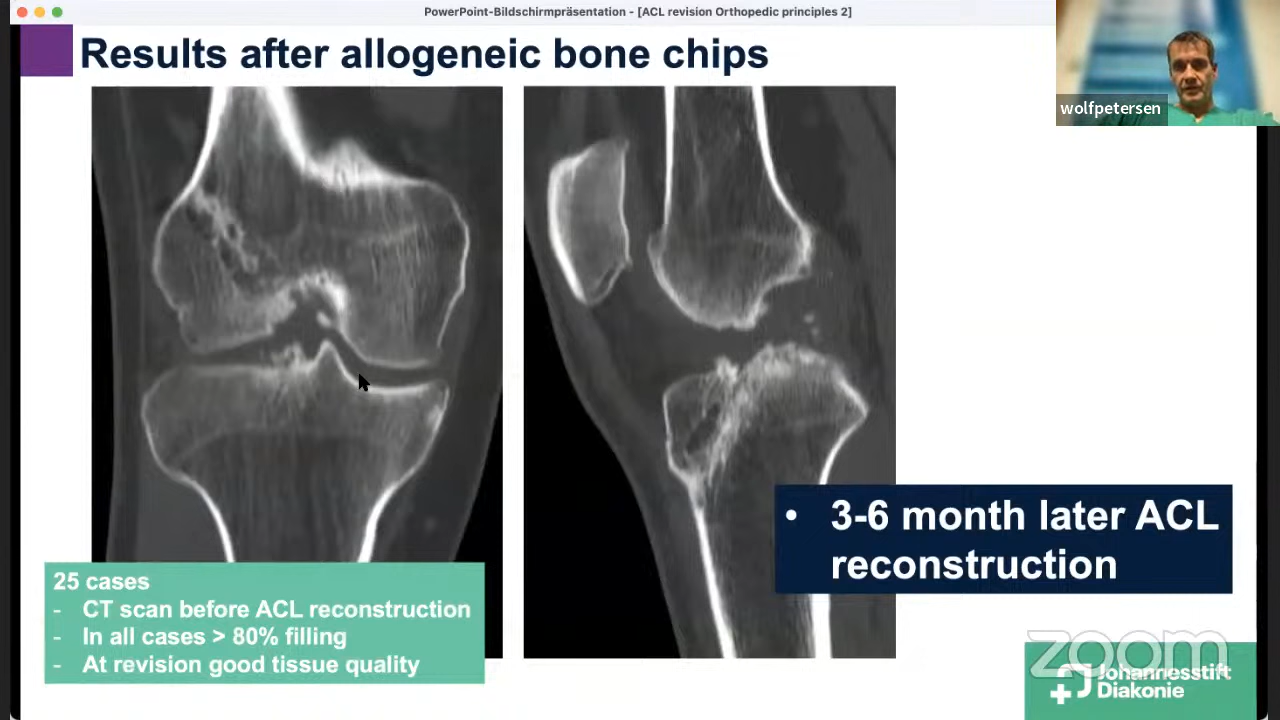 PowerPoint-Bildschirmpräsentation - [ACL revision Orthopedic principles 2]
Results after allogeneic bone chips
wolfpetersen
• 3-6 month later ACL
reconstruction
25 cases
- CT scan before ACL reconstruction
- In all cases > 80% filling
- At revision good tissue quality
zoom
Johannesstift
Diakonie